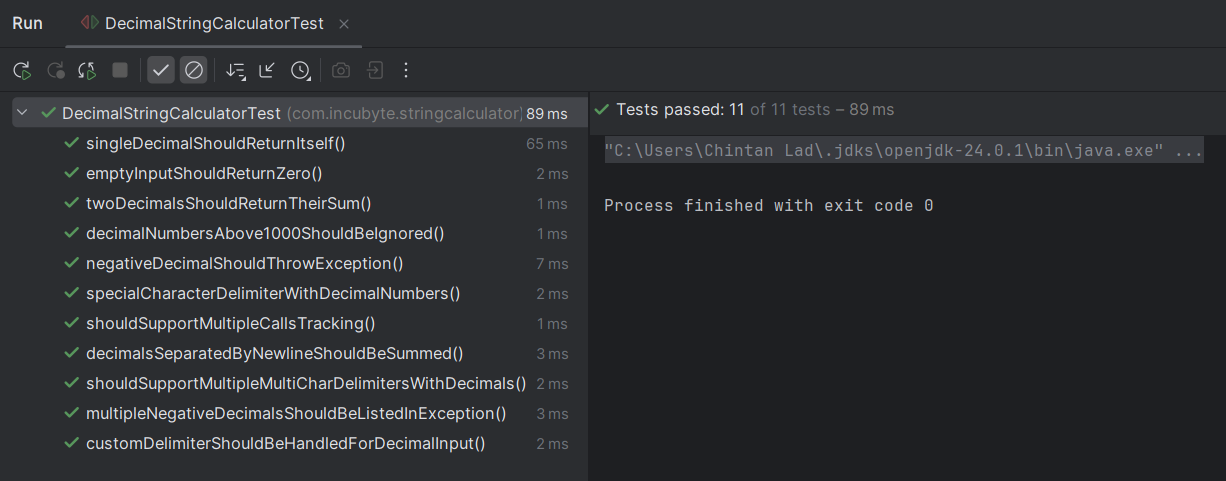 Run DecimalStringCalculatorTest
DecimalStringCalculatorTest (com.incubyte.stringcalculator) 89 ms
singleDecimalShouldReturnItself() 65 ms
emptyInputShouldReturnZero() 2 ms
twoDecimalsShouldReturnTheirSum() 1 ms
decimalNumbersAbove1000ShouldBeIgnored() 1 ms
negativeDecimalShouldThrowException() 7 ms
specialCharacterDelimiterWithDecimalNumbers() 2 ms
shouldSupportMultipleCallsTracking() 1 ms
decimalsSeparatedByNewlineShouldBeSummed() 3 ms
shouldSupportMultipleMultiCharDelimitersWithDecimals() 2 ms
multipleNegativeDecimalsShouldBeListedInException() 3 ms
customDelimiterShouldBeHandledForDecimalInput() 2 ms
Tests passed: 11 of 11 tests – 89 ms
"C:\Users\Chintan Lad\.jdks\openjdk-24.0.1\bin\java.exe" ...
Process finished with exit code 0